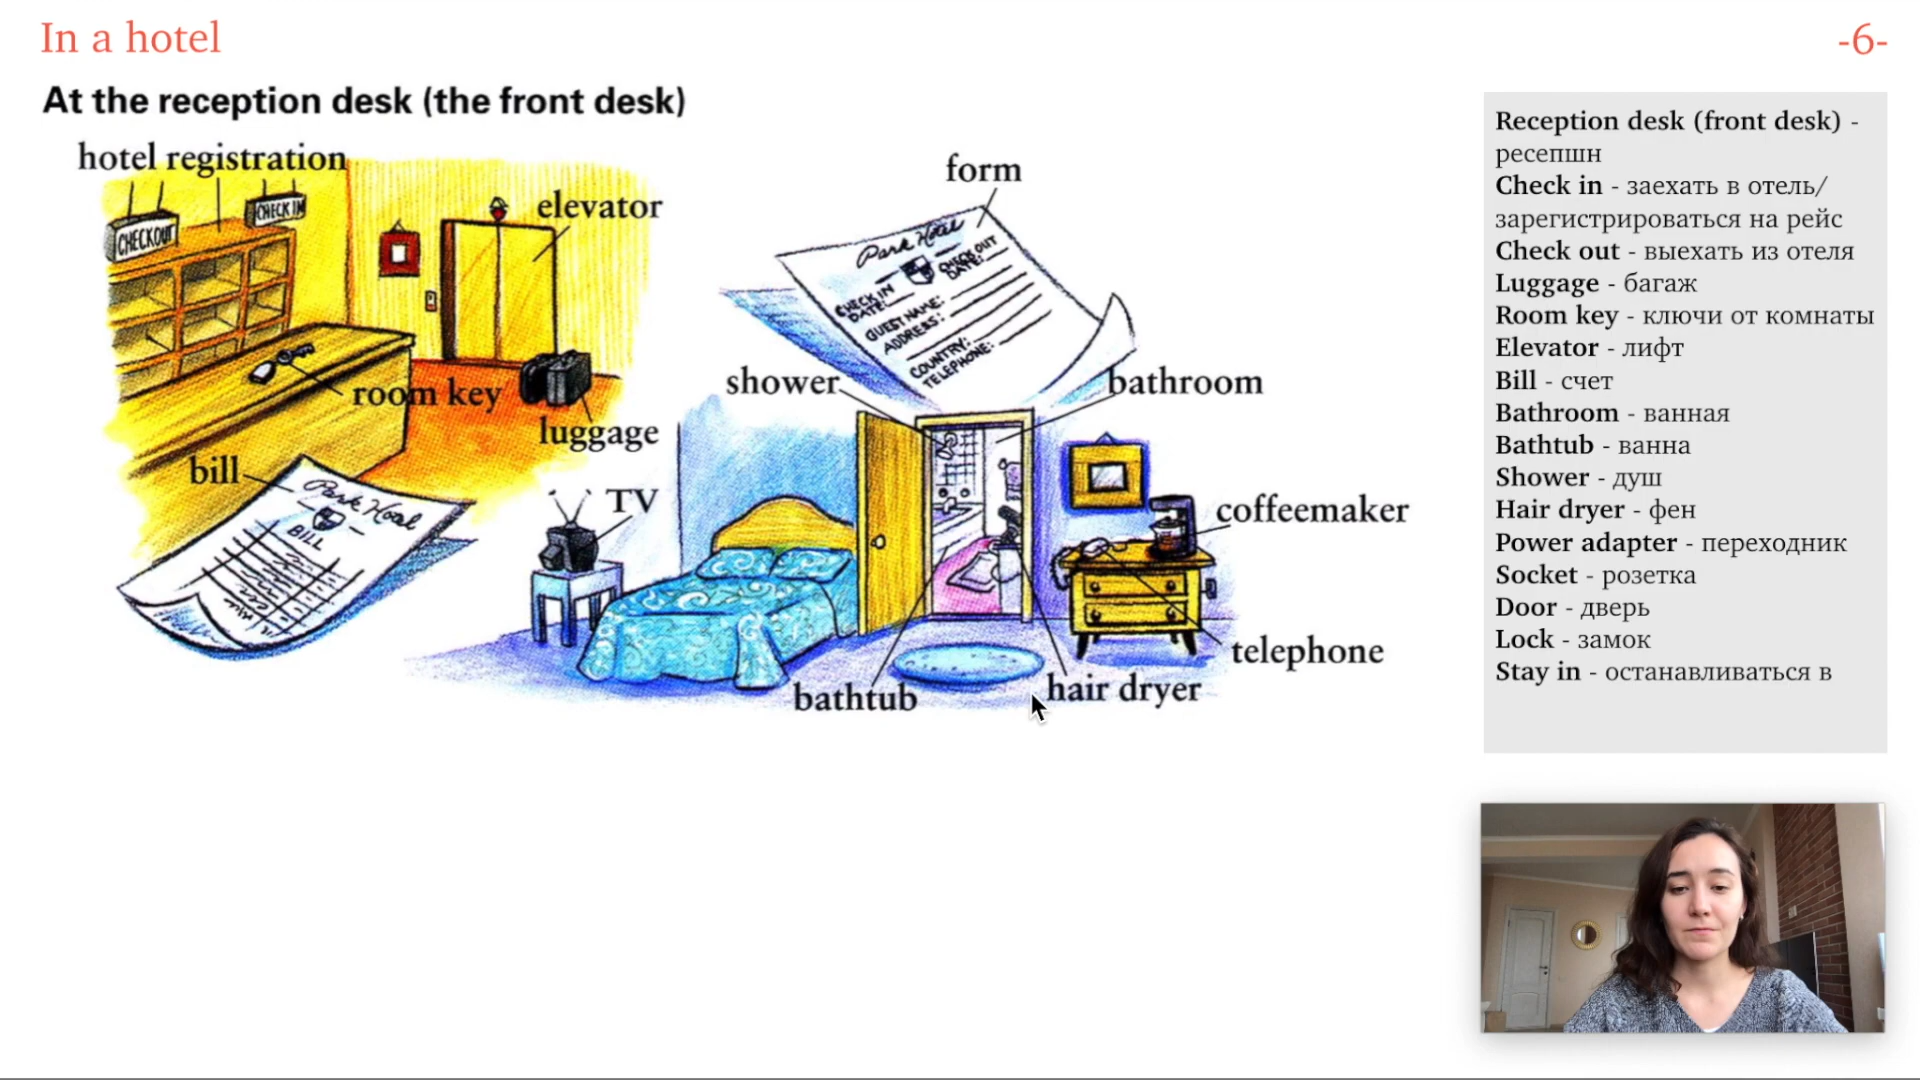 In a hotel
-6-
At the reception desk (the front desk)
hotel registration
elevator
CHECKOUT
CHECK IN
room key
luggage
bill
Park Hotel
BILL
form
Park Hotel
CHECK IN
DATE:
CHECK OUT
DATE:
GUEST NAME:
ADDRESS:
COUNTRY:
TELEPHONE:
shower
bathroom
TV
coffeemaker
telephone
bathtub
hair dryer
Reception desk (front desk) -
ресепшн
Check in - заехать в отель/
зарегистрироваться на рейс
Check out - выехать из отеля
Luggage - багаж
Room key - ключи от комнаты
Elevator - лифт
Bill - счет
Bathroom - ванная
Bathtub - ванна
Shower - душ
Hair dryer - фен
Power adapter - переходник
Socket - розетка
Door - дверь
Lock - замок
Stay in - останавливаться в